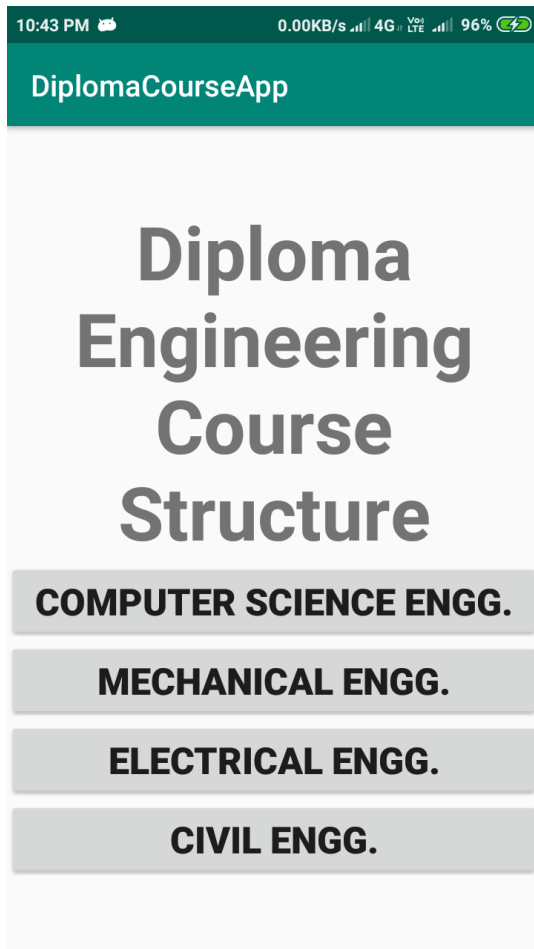 10:43 PM 0.00KB/s 4G Vo) LTE 96%
DiplomaCourseApp
Diploma
Engineering
Course
Structure
COMPUTER SCIENCE ENGG.
MECHANICAL ENGG.
ELECTRICAL ENGG.
CIVIL ENGG.